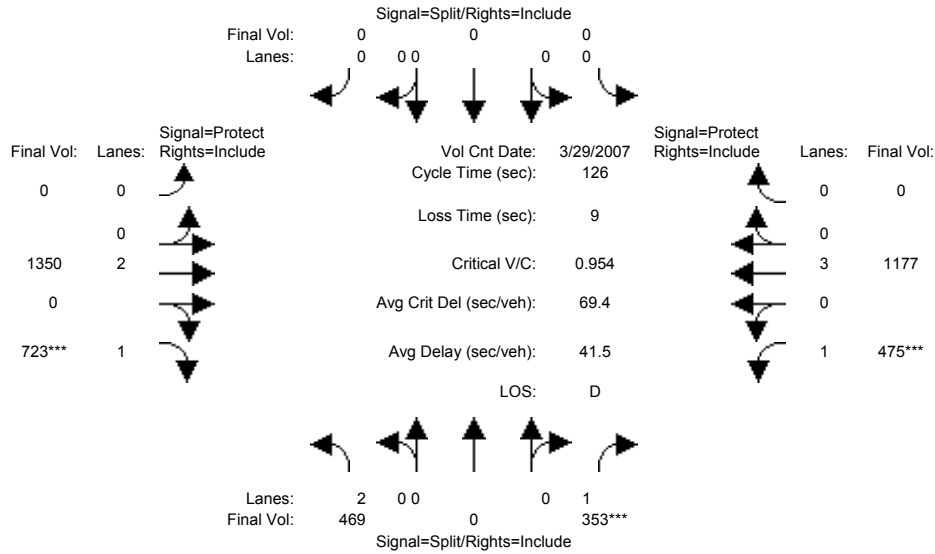 Signal=Split/Rights=Include
Final Vol: 0 0 0
Lanes: 0 0 0 0 0
Signal=Protect Signal=Protect
Final Vol: Lanes: Rights=Include Vol Cnt Date: 3/29/2007 Rights=Include Lanes: Final Vol:
Cycle Time (sec): 126
0 0 0 0
Loss Time (sec): 9
0 0
1350 2 Critical V/C: 0.954 3 1177
0 Avg Crit Del (sec/veh): 69.4 0
723*** 1 Avg Delay (sec/veh): 41.5 1 475***
LOS: D
Lanes: 2 0 0 0 1
Final Vol: 469 0 353***
Signal=Split/Rights=Include